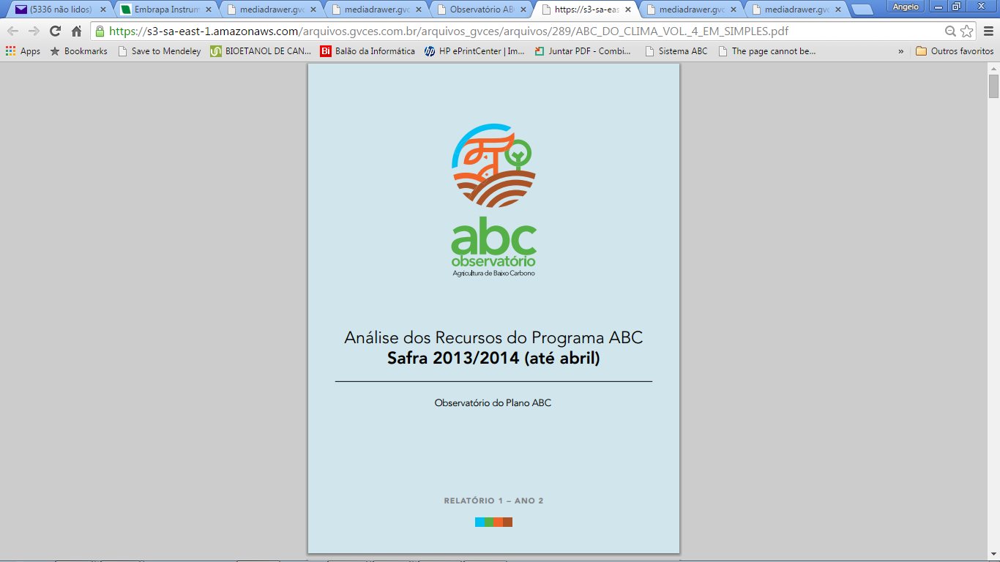 (5336 não lidos)
Embrapa Instrum
mediadrawer.gvc
mediadrawer.gvc
Observatório AB
https://s3-sa-eas
mediadrawer.gvc
mediadrawer.gvc
Angelo
https://s3-sa-east-1.amazonaws.com/arquivos.gvces.com.br/arquivos_gvces/arquivos/289/ABC_DO_CLIMA_VOL._4_EM_SIMPLES.pdf
Apps
Bookmarks
Save to Mendeley
BIOETANOL DE CAN...
Bi
Balão da Informática
hp
HP ePrintCenter | Im...
Juntar PDF - Combi...
Sistema ABC
The page cannot be...
»
Outros favoritos
abc
observatório
Agricultura de Baixo Carbono
Análise dos Recursos do Programa ABC
Safra 2013/2014 (até abril)
Observatório do Plano ABC
RELATÓRIO 1 – ANO 2